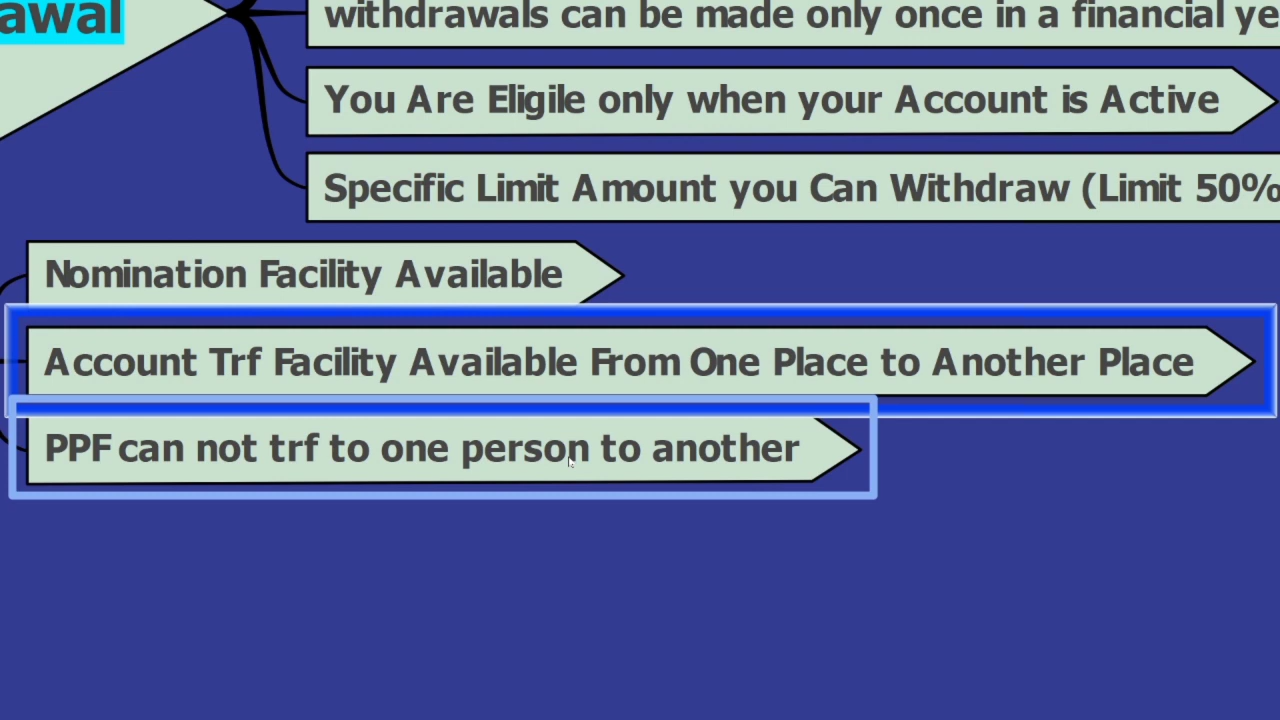 awal
withdrawals can be made only once in a financial ye
You Are Eligile only when your Account is Active
Specific Limit Amount you Can Withdraw (Limit 50%
Nomination Facility Available
Account Trf Facility Available From One Place to Another Place
PPF can not trf to one person to another